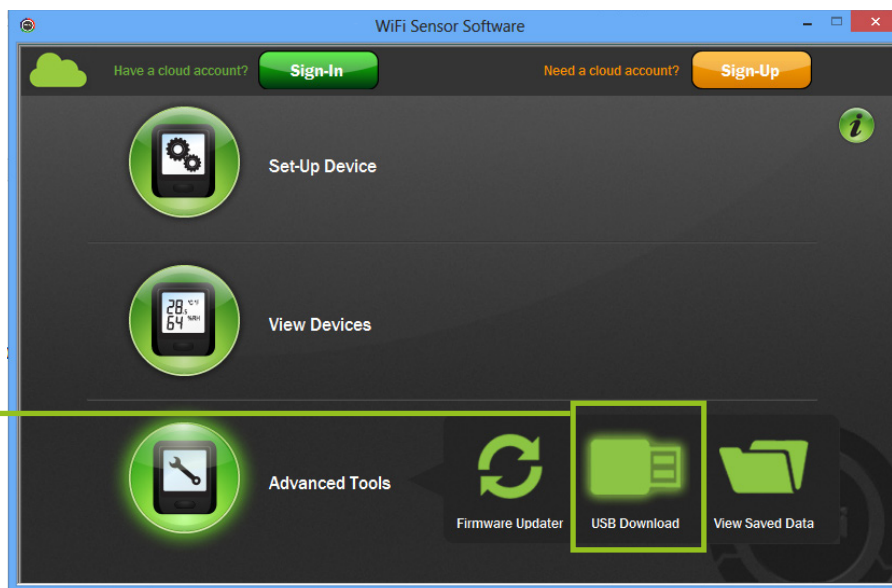 WiFi Sensor Software
Have a cloud account?
Sign-In
Need a cloud account?
Sign-Up
i
Set-Up Device
28.5 °C
64 %RH
View Devices
Advanced Tools
Firmware Updater
USB Download
View Saved Data